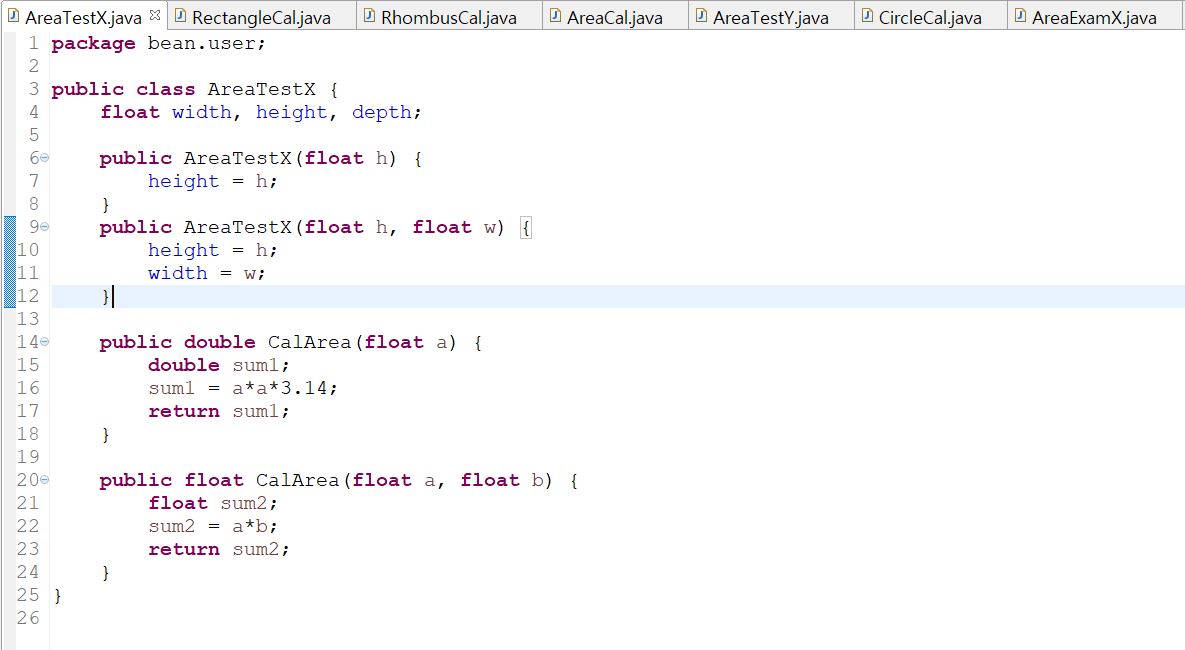 AreaTestX.java RectangleCal.java RhombusCal.java AreaCal.java AreaTestY.java CircleCal.java AreaExamX.java
1 package bean.user;
2
3 public class AreaTestX {
4 float width, height, depth;
5
6 public AreaTestX(float h) {
7 height = h;
8 }
9 public AreaTestX(float h, float w) {
10 height = h;
11 width = w;
12 }
13
14 public double CalArea(float a) {
15 double sum1;
16 sum1 = a*a*3.14;
17 return sum1;
18 }
19
20 public float CalArea(float a, float b) {
21 float sum2;
22 sum2 = a*b;
23 return sum2;
24 }
25 }
26